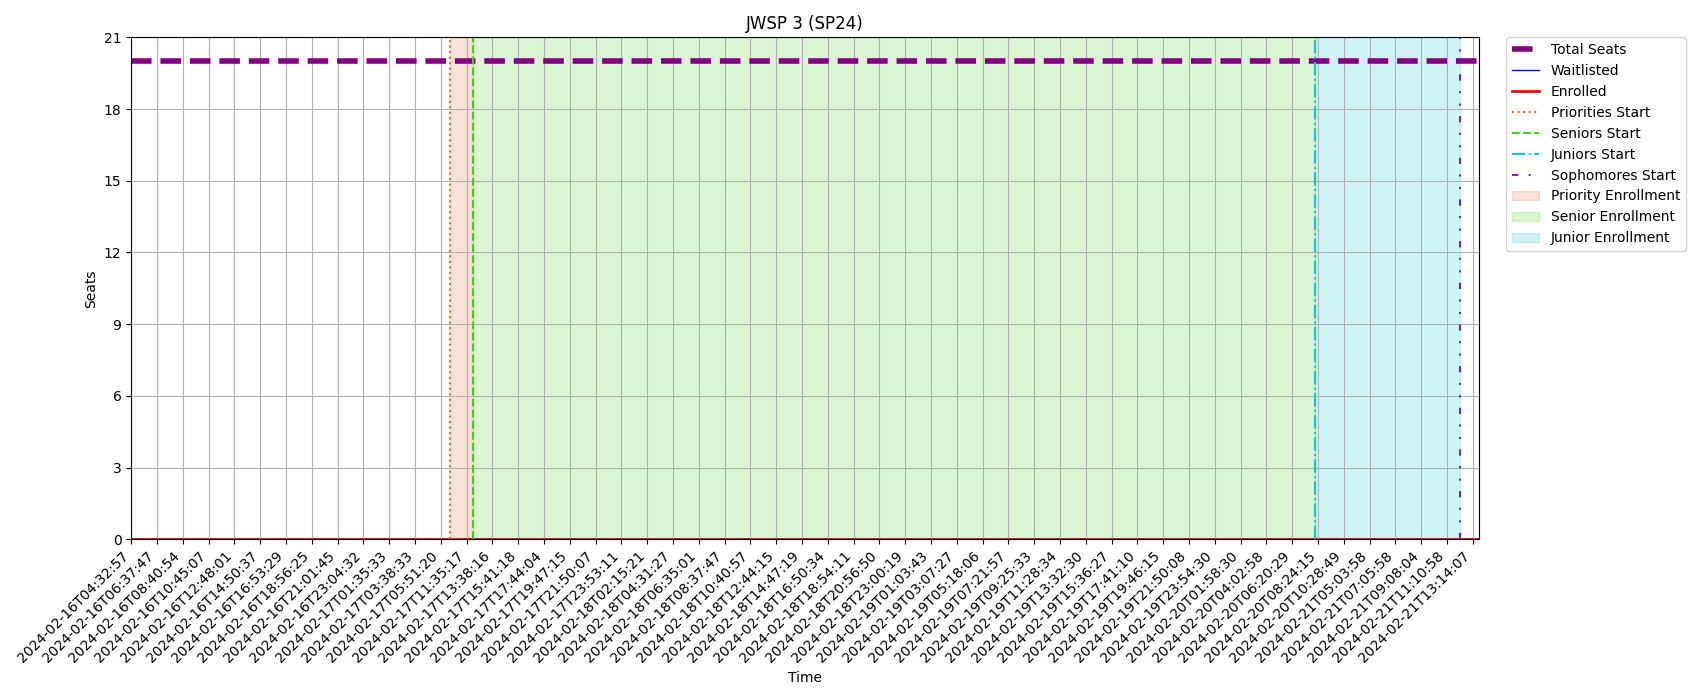 JWSP 3 (SP24)
21
18
15
12
9
6
3
0
Seats
Total Seats
Waitlisted
Enrolled
Priorities Start
Seniors Start
Juniors Start
Sophomores Start
Priority Enrollment
Senior Enrollment
Junior Enrollment
2024-02-16T04:32:57
2024-02-16T06:37:47
2024-02-16T08:40:54
2024-02-16T10:45:07
2024-02-16T12:48:01
2024-02-16T14:50:37
2024-02-16T16:53:29
2024-02-16T18:56:25
2024-02-16T21:01:45
2024-02-16T23:04:32
2024-02-17T01:35:33
2024-02-17T03:38:33
2024-02-17T05:51:20
2024-02-17T11:35:17
2024-02-17T13:38:16
2024-02-17T15:41:18
2024-02-17T17:44:04
2024-02-17T19:47:15
2024-02-17T21:50:07
2024-02-17T23:53:11
2024-02-18T02:15:21
2024-02-18T04:31:27
2024-02-18T06:35:01
2024-02-18T08:37:47
2024-02-18T10:40:57
2024-02-18T12:44:15
2024-02-18T14:47:19
2024-02-18T16:50:34
2024-02-18T18:54:11
2024-02-18T20:56:50
2024-02-18T23:00:19
2024-02-19T01:03:43
2024-02-19T03:07:27
2024-02-19T05:18:06
2024-02-19T07:21:57
2024-02-19T09:25:33
2024-02-19T11:28:34
2024-02-19T13:32:30
2024-02-19T15:36:27
2024-02-19T17:41:10
2024-02-19T19:46:15
2024-02-19T21:50:08
2024-02-19T23:54:30
2024-02-20T01:58:30
2024-02-20T04:02:58
2024-02-20T06:20:29
2024-02-20T08:24:15
2024-02-20T10:28:49
2024-02-21T05:03:58
2024-02-21T07:05:58
2024-02-21T09:08:04
2024-02-21T11:10:58
2024-02-21T13:14:07
Time